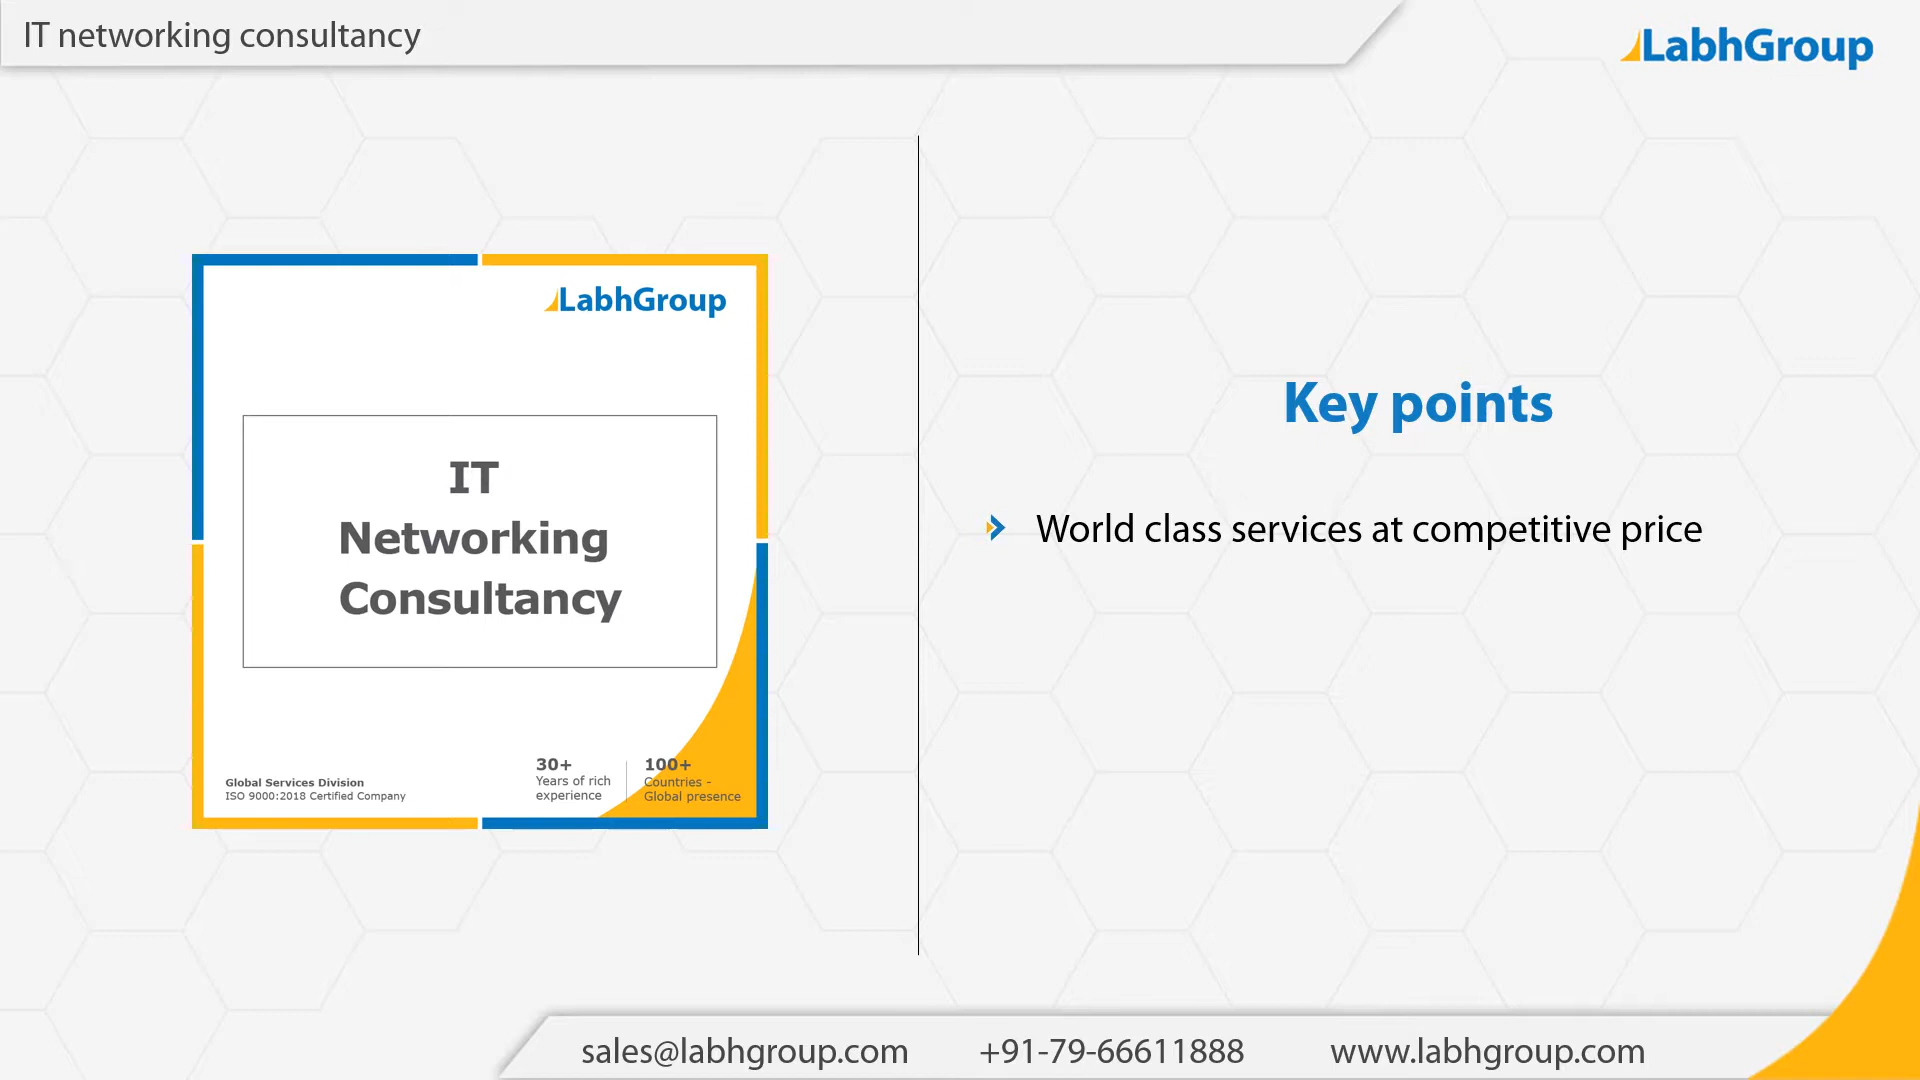 IT networking consultancy
LabhGroup
LabhGroup
IT
Networking
Consultancy
Global Services Division
ISO 9000:2018 Certified Company
30+
Years of rich
experience
100+
Countries -
Global presence
Key points
World class services at competitive price
sales@labhgroup.com
+91-79-66611888
www.labhgroup.com